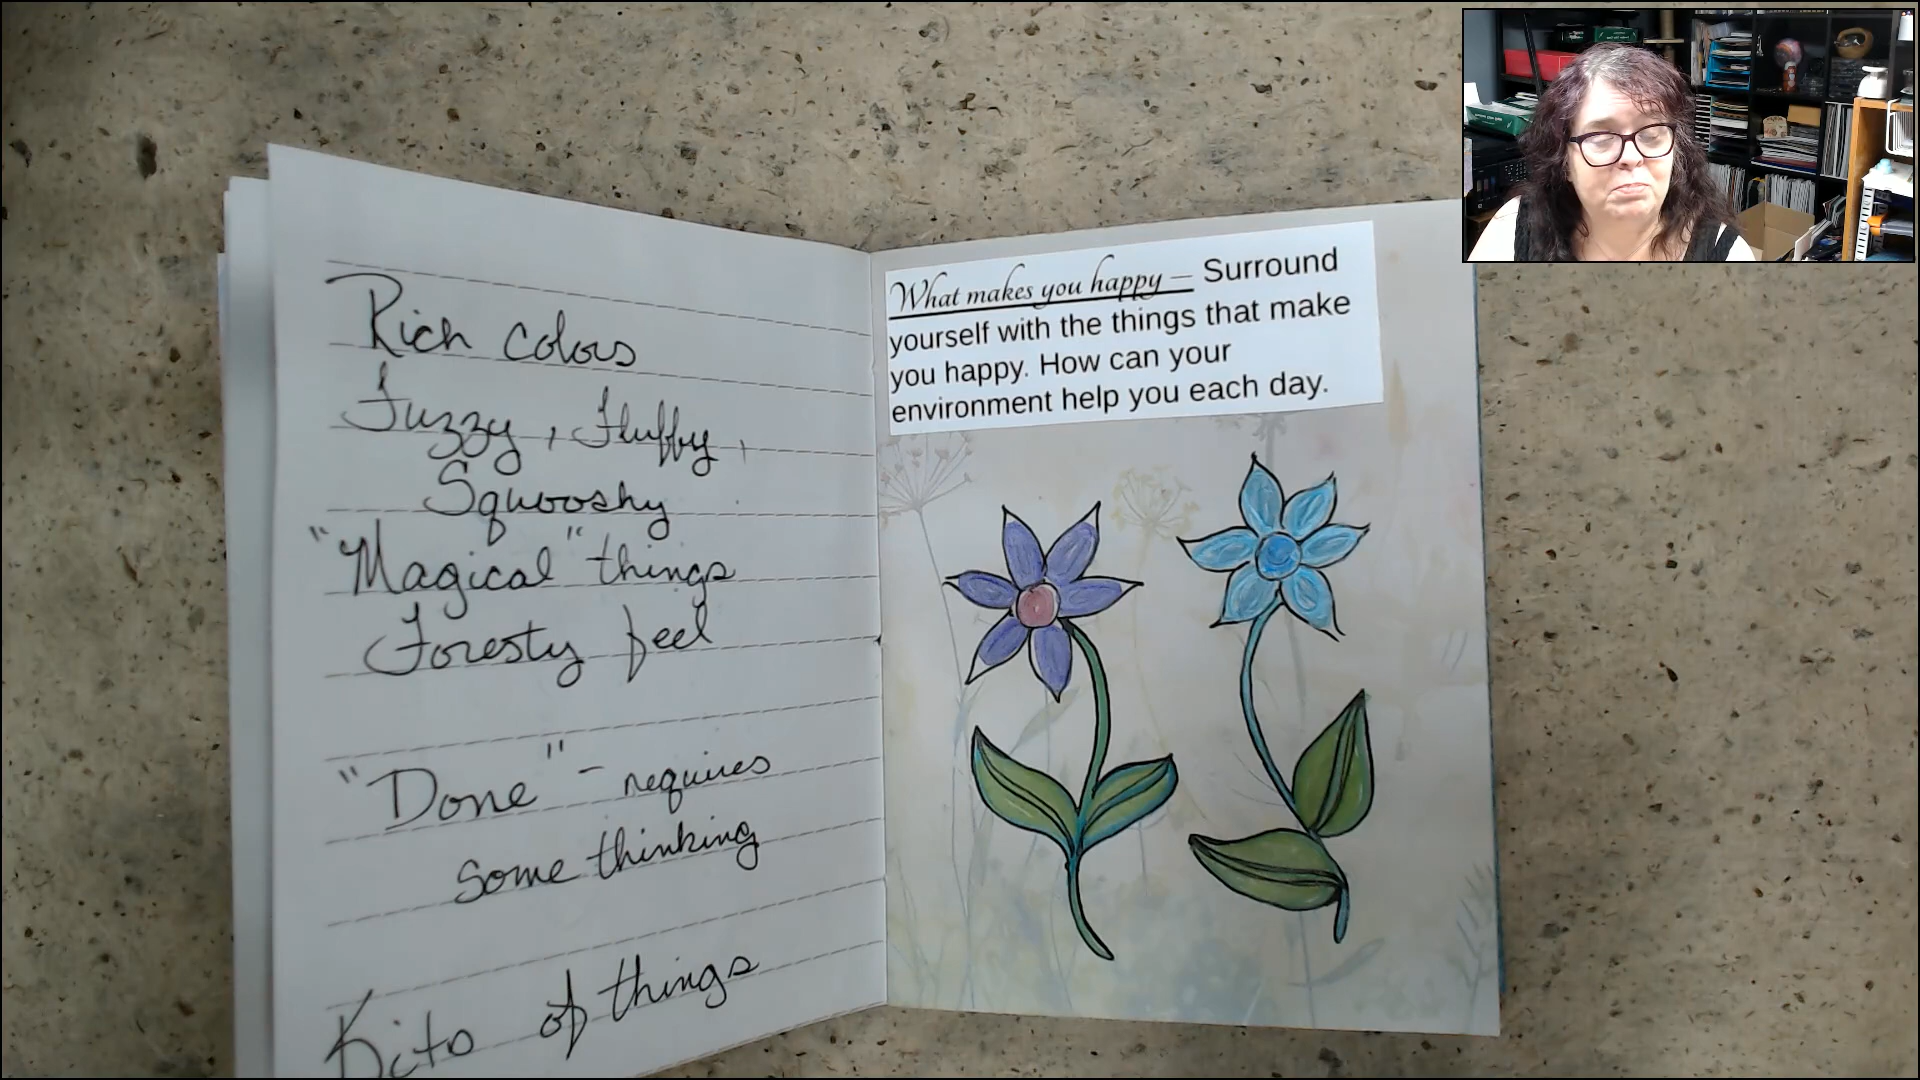 Rich colors
Fuzzy, Fluffy,
Squooshy
"Magical" things
Foresty feel
"Done" - requires
some thinking
Kits of things
What makes you happy – Surround
yourself with the things that make
you happy. How can your
environment help you each day.